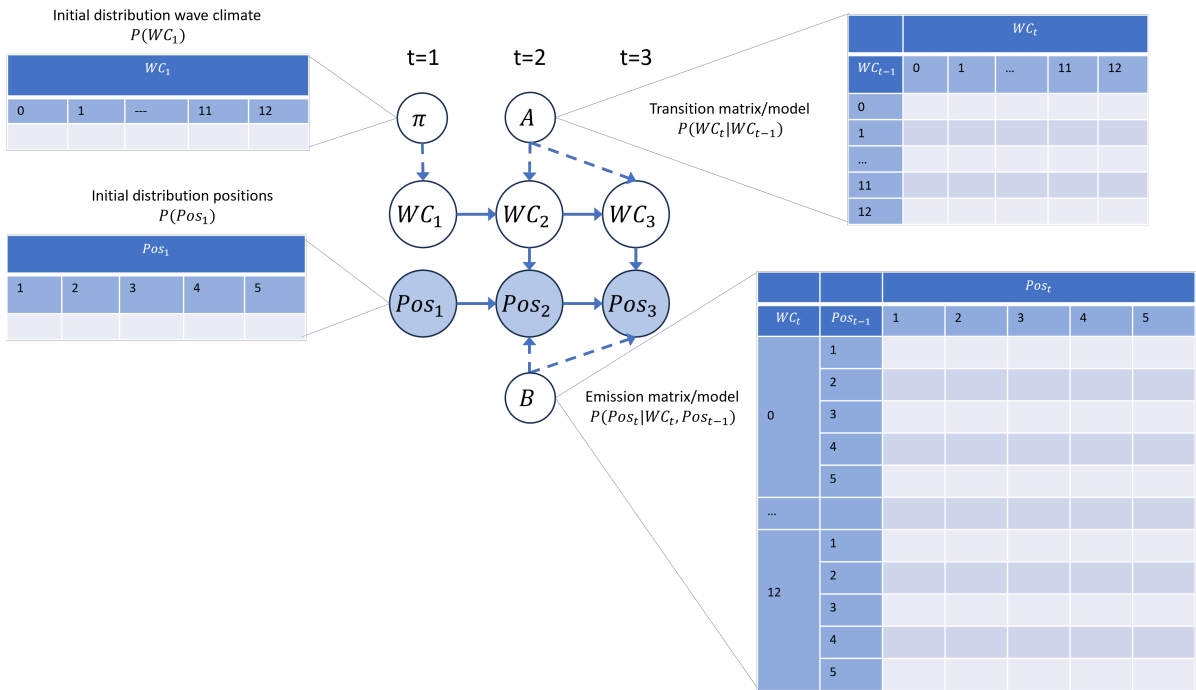 Initial distribution wave climate
P(WC₁)
WC₁
0 1 --- 11 12
Initial distribution positions
P(Pos₁)
Pos₁
1 2 3 4 5
t=1 t=2 t=3
π A
WC₁ WC₂ WC₃
Pos₁ Pos₂ Pos₃
B
Transition matrix/model
P(WCₜ|WCₜ₋₁)
WCₜ
WCₜ₋₁ 0 1 ... 11 12
0
1
...
11
12
Emission matrix/model
P(Posₜ|WCₜ, Posₜ₋₁)
Posₜ
WCₜ Posₜ₋₁ 1 2 3 4 5
0
1
2
3
4
5
...
12
1
2
3
4
5